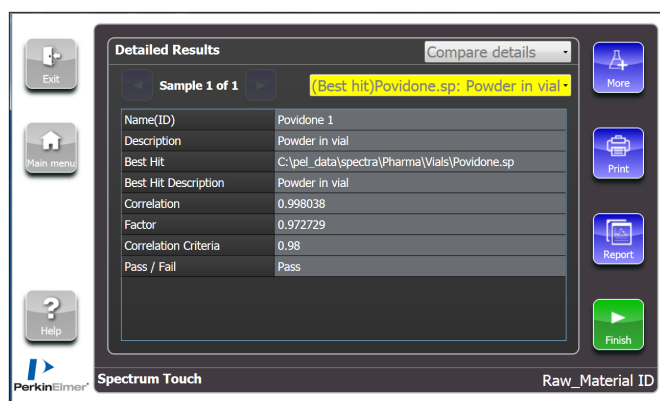 Detailed Results
Compare details
Exit
Sample 1 of 1
(Best hit)Povidone.sp: Powder in vial
More
Name(ID) Povidone 1
Description Powder in vial
Best Hit C:\pel_data\spectra\Pharma\Vials\Povidone.sp
Best Hit Description Powder in vial
Correlation 0.998038
Factor 0.972729
Correlation Criteria 0.98
Pass / Fail Pass
Main menu
Print
Report
Help
Finish
PerkinElmer
Spectrum Touch
Raw_Material ID